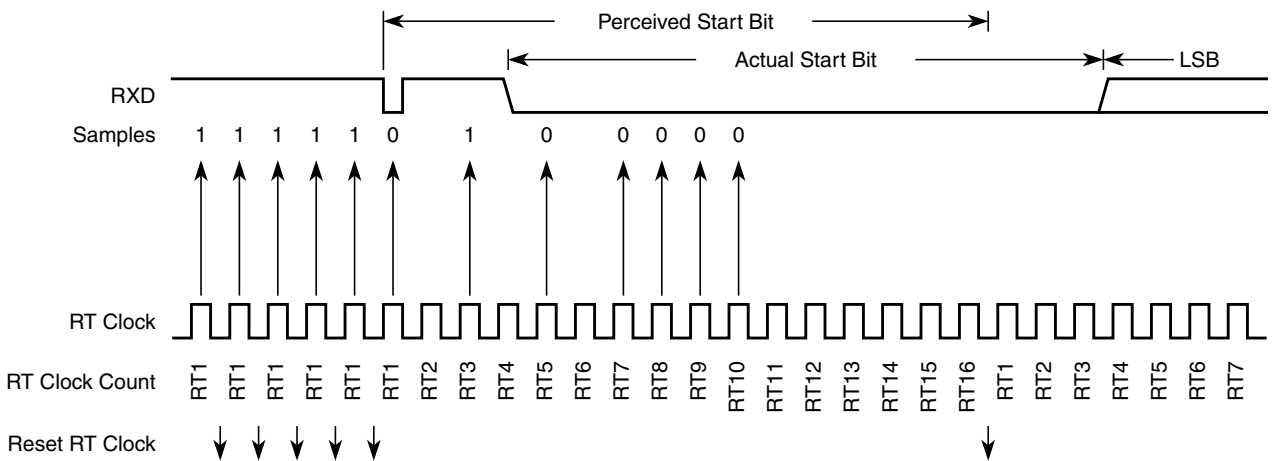 Perceived Start Bit
Actual Start Bit
LSB
RXD
Samples 1 1 1 1 1 0 1 0 0 0 0 0
RT Clock
RT Clock Count RT1 RT1 RT1 RT1 RT1 RT1 RT2 RT3 RT4 RT5 RT6 RT7 RT8 RT9 RT10 RT11 RT12 RT13 RT14 RT15 RT16 RT1 RT2 RT3 RT4 RT5 RT6 RT7
Reset RT Clock